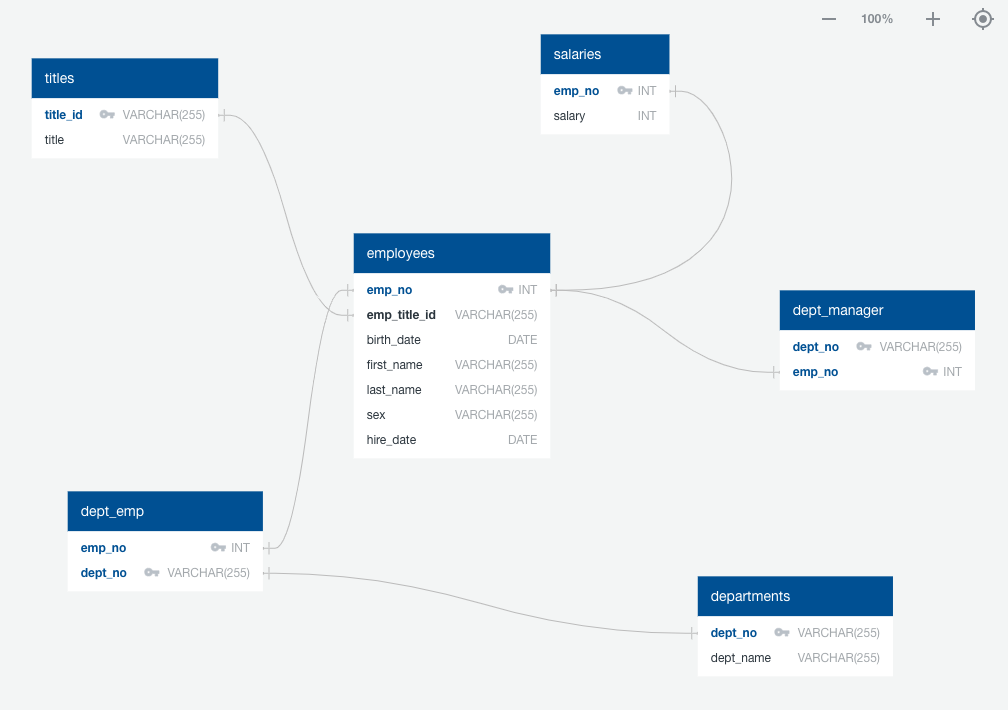 100%
titles
title_id VARCHAR(255)
title VARCHAR(255)
salaries
emp_no INT
salary INT
employees
emp_no INT
emp_title_id VARCHAR(255)
birth_date DATE
first_name VARCHAR(255)
last_name VARCHAR(255)
sex VARCHAR(255)
hire_date DATE
dept_manager
dept_no VARCHAR(255)
emp_no INT
dept_emp
emp_no INT
dept_no VARCHAR(255)
departments
dept_no VARCHAR(255)
dept_name VARCHAR(255)